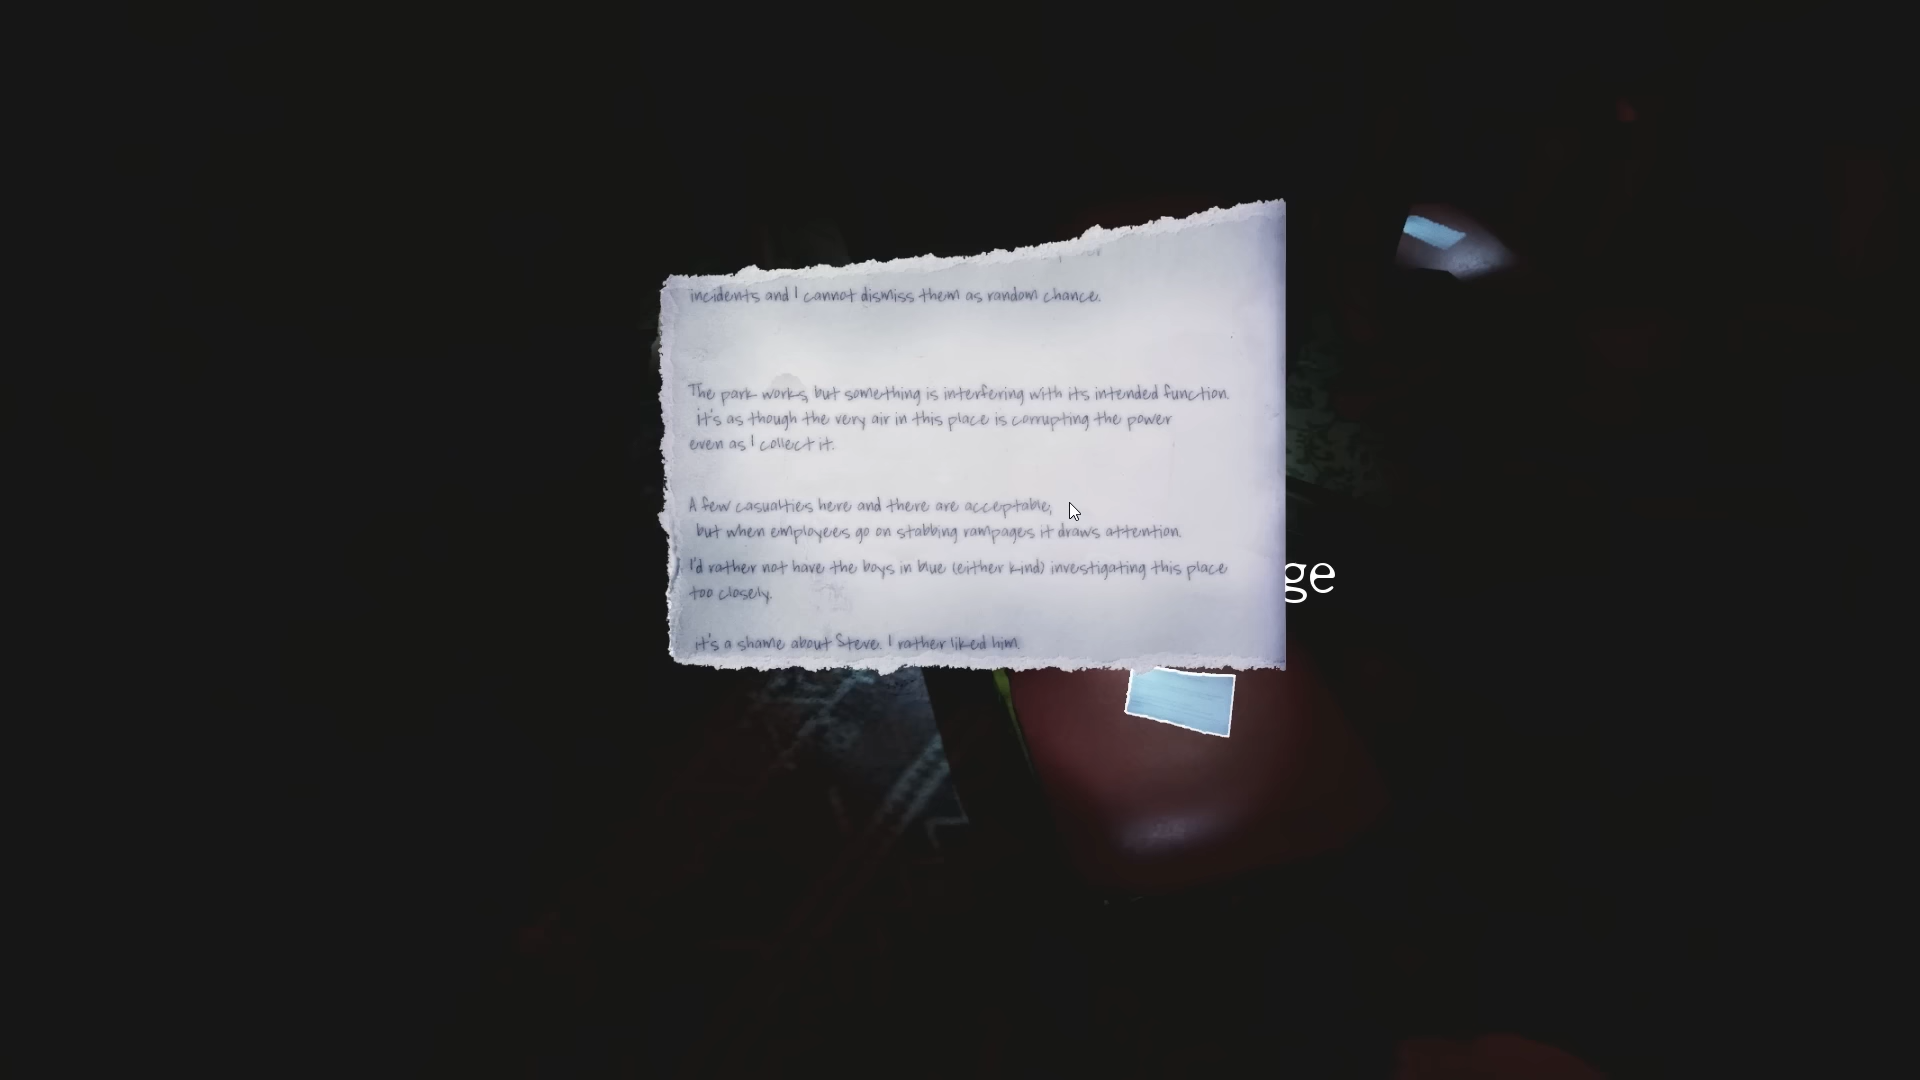 incidents and I cannot dismiss them as random chance.
The park works, but something is interfering with its intended function.
it's as though the very air in this place is corrupting the power
even as I collect it.
A few casualties here and there are acceptable,
but when employees go on stabbing rampages it draws attention.
I'd rather not have the boys in blue (either kind) investigating this place
too closely.
ge
it's a shame about Steve. I rather liked him.